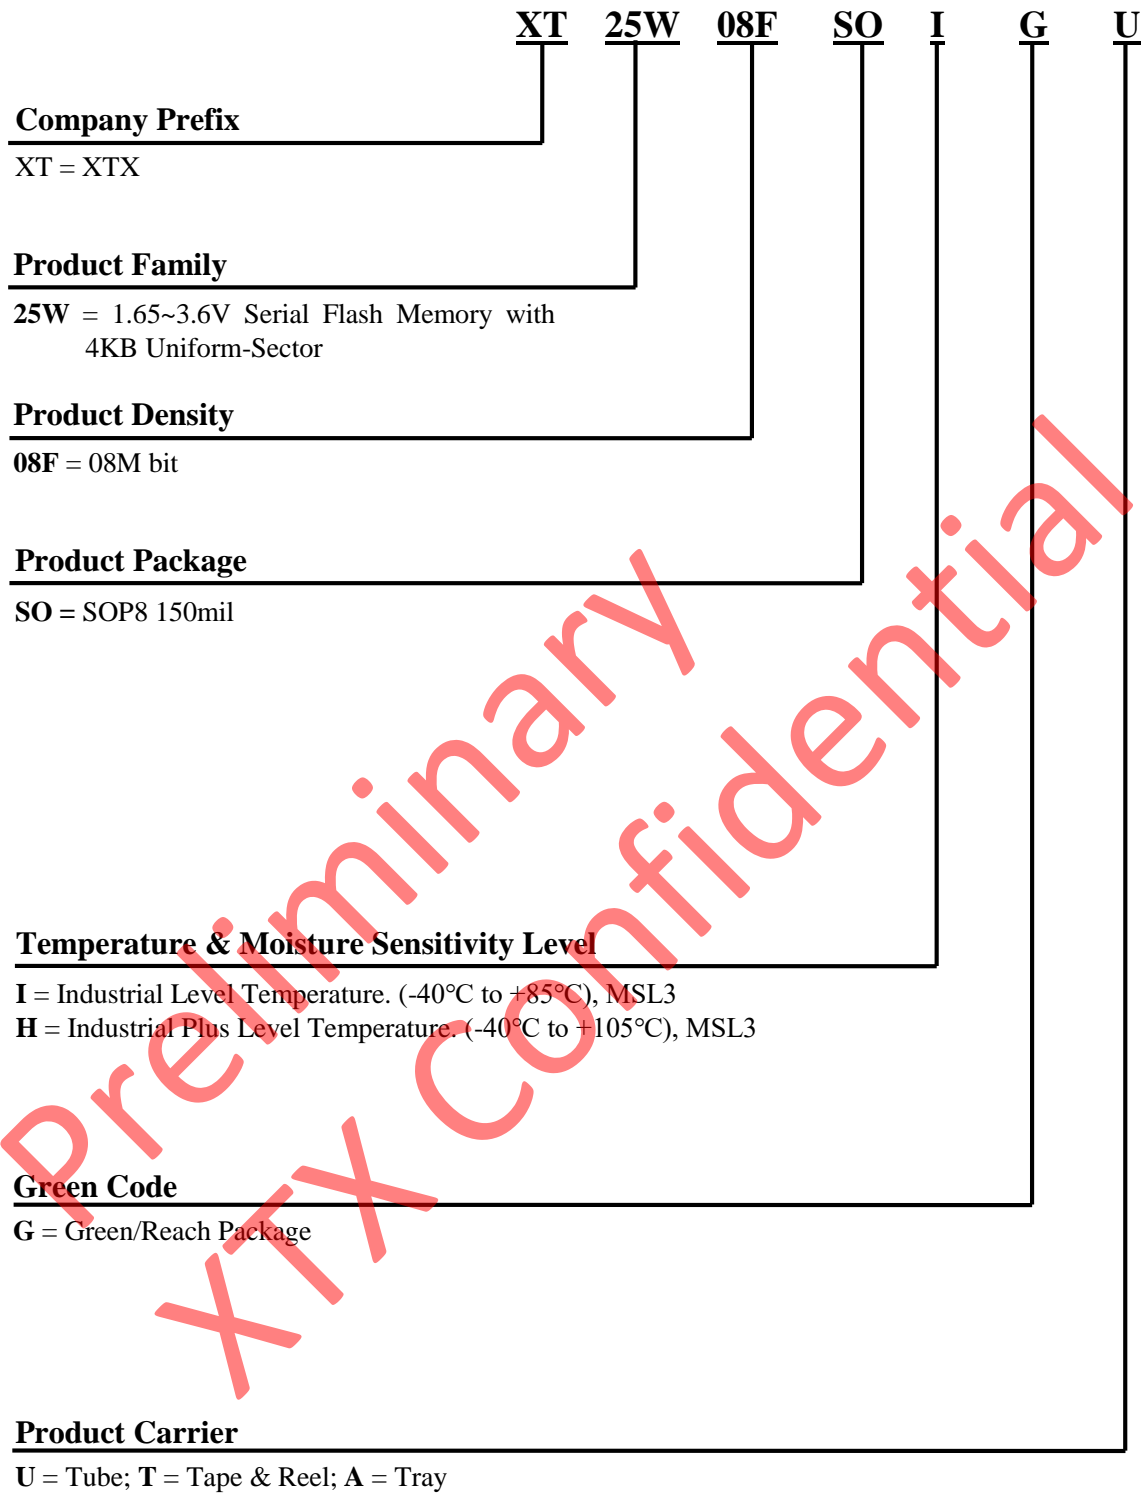 XT 25W 08F SO I G U
Company Prefix
XT = XTX
Product Family
25W = 1.65~3.6V Serial Flash Memory with
4KB Uniform-Sector
Product Density
08F = 08M bit
Product Package
SO = SOP8 150mil
Temperature & Moisture Sensitivity Level
I = Industrial Level Temperature. (-40℃ to +85℃), MSL3
H = Industrial Plus Level Temperature. (-40℃ to +105℃), MSL3
Green Code
G = Green/Reach Package
Product Carrier
U = Tube; T = Tape & Reel; A = Tray
Preliminary
XTX Confidential